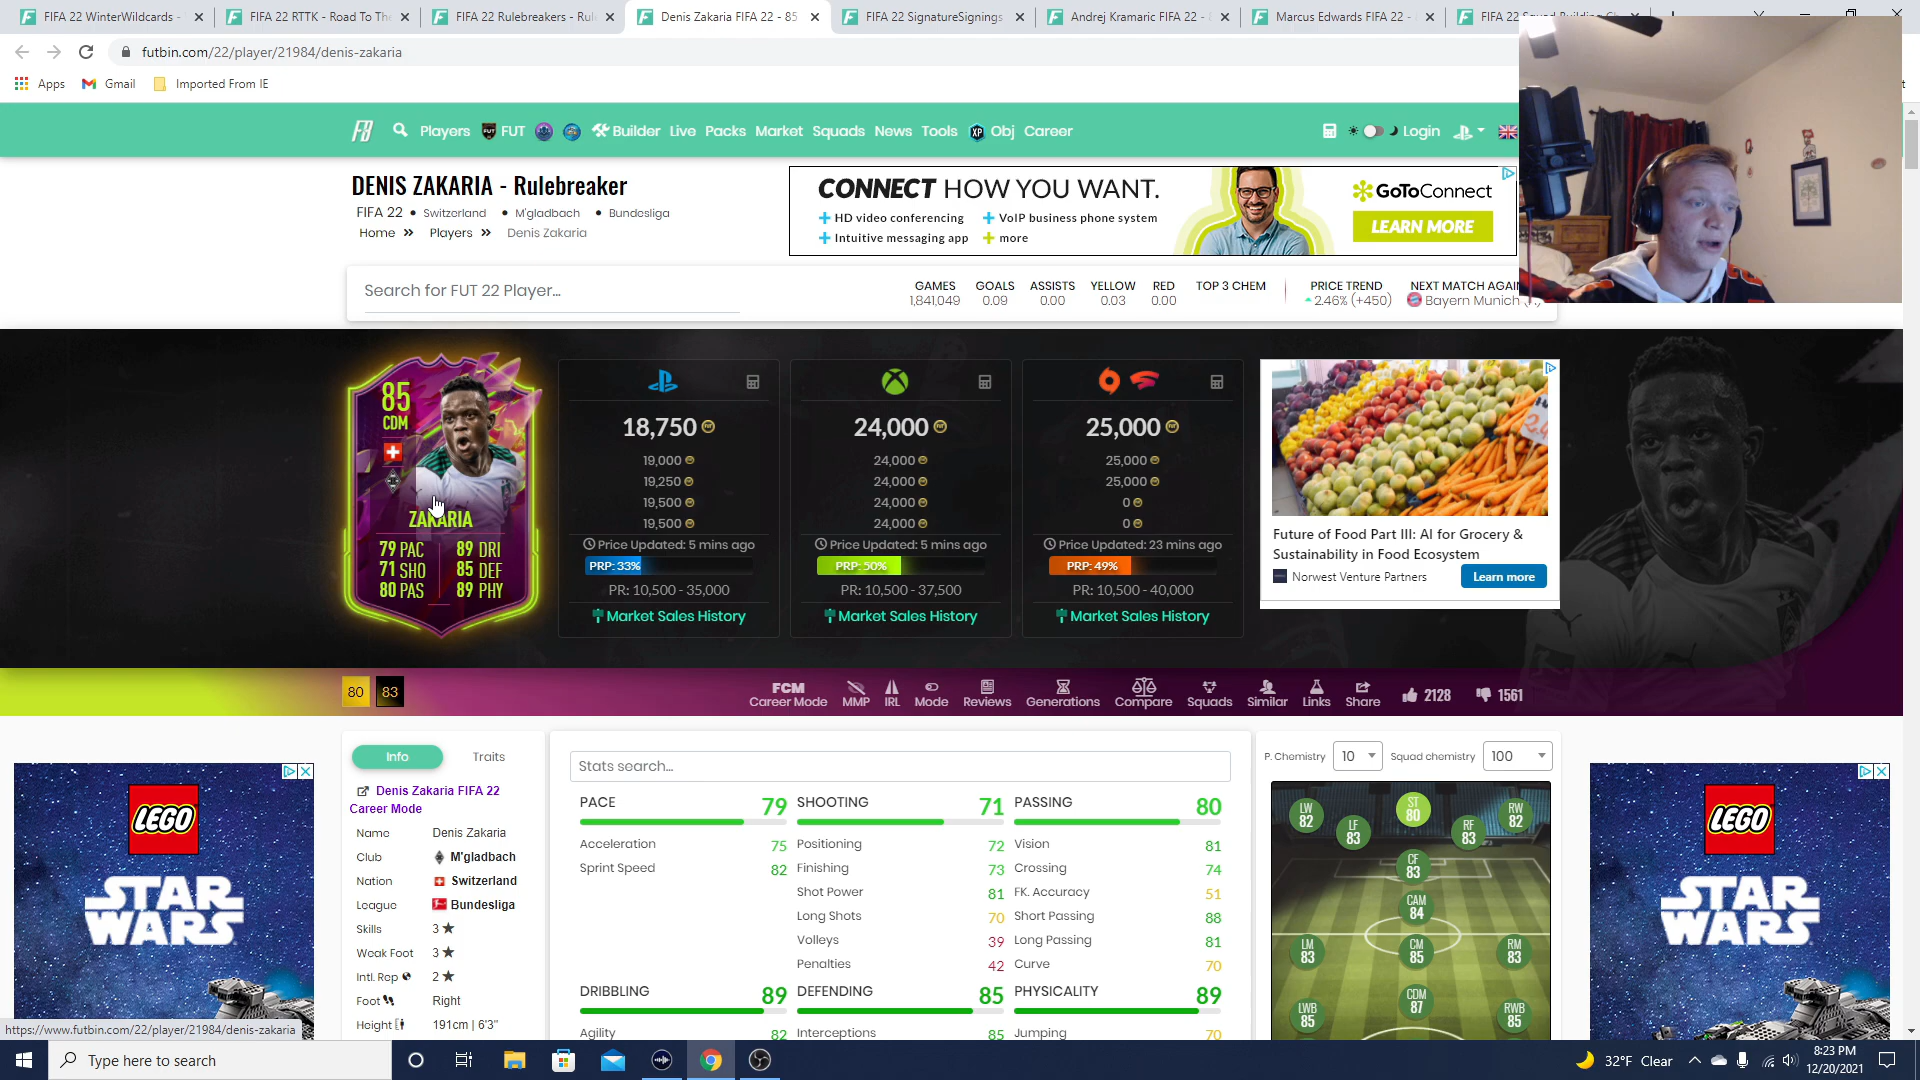 FIFA 22 WinterWildcards -
FIFA 22 RTTK - Road To The
FIFA 22 Rulebreakers - Rul
Denis Zakaria FIFA 22 - 85
FIFA 22 SignatureSignings
Andrej Kramaric FIFA 22 -
Marcus Edwards FIFA 22 -
futbin.com/22/player/21984/denis-zakaria
Apps Gmail Imported From IE
Players FUT Builder Live Packs Market Squads News Tools XP Obj Career Login
DENIS ZAKARIA - Rulebreaker
FIFA 22 • Switzerland • M'gladbach • Bundesliga
Home » Players » Denis Zakaria
CONNECT HOW YOU WANT.
+ HD video conferencing + VoIP business phone system
+ Intuitive messaging app + more
GoToConnect
LEARN MORE
Search for FUT 22 Player...
GAMES GOALS ASSISTS YELLOW RED TOP 3 CHEM PRICE TREND NEXT MATCH AGAIN
1,841,049 0.09 0.00 0.03 0.00 2.46% (+450) Bayern Munich
85
CDM
ZAKARIA
79 PAC 89 DRI
71 SHO 85 DEF
80 PAS 89 PHY
18,750
19,000
19,250
19,500
19,500
Price Updated: 5 mins ago
PRP: 33%
PR: 10,500 - 35,000
Market Sales History
24,000
24,000
24,000
24,000
24,000
Price Updated: 5 mins ago
PRP: 50%
PR: 10,500 - 37,500
Market Sales History
25,000
25,000
25,000
0
0
Price Updated: 23 mins ago
PRP: 49%
PR: 10,500 - 40,000
Market Sales History
Future of Food Part III: AI for Grocery &
Sustainability in Food Ecosystem
Norwest Venture Partners Learn more
80 83
FCM
Career Mode MMP IRL Mode Reviews Generations Compare Squads Similar Links Share 2128 1561
LEGO
STAR
WARS
Info Traits
Denis Zakaria FIFA 22
Career Mode
Name Denis Zakaria
Club M'gladbach
Nation Switzerland
League Bundesliga
Skills 3 ★
Weak Foot 3 ★
Intl. Rep 2 ★
Foot Right
Height 191cm | 6'3"
Stats search...
PACE 79
Acceleration 75
Sprint Speed 82
SHOOTING 71
Positioning 72
Finishing 73
Shot Power 81
Long Shots 70
Volleys 39
Penalties 42
PASSING 80
Vision 81
Crossing 74
FK. Accuracy 51
Short Passing 88
Long Passing 81
Curve 70
DRIBBLING 89
Agility 82
DEFENDING 85
Interceptions 85
PHYSICALITY 89
Jumping 70
P. Chemistry 10 Squad chemistry 100
LW
82
ST
80
RW
82
LF
83
RF
83
CF
83
CAM
84
LM
83
CM
85
RM
83
LWB
85
CDM
87
RWB
85
LEGO
STAR
WARS
https://www.futbin.com/22/player/21984/denis-zakaria
Type here to search
32°F Clear
8:23 PM
12/20/2021